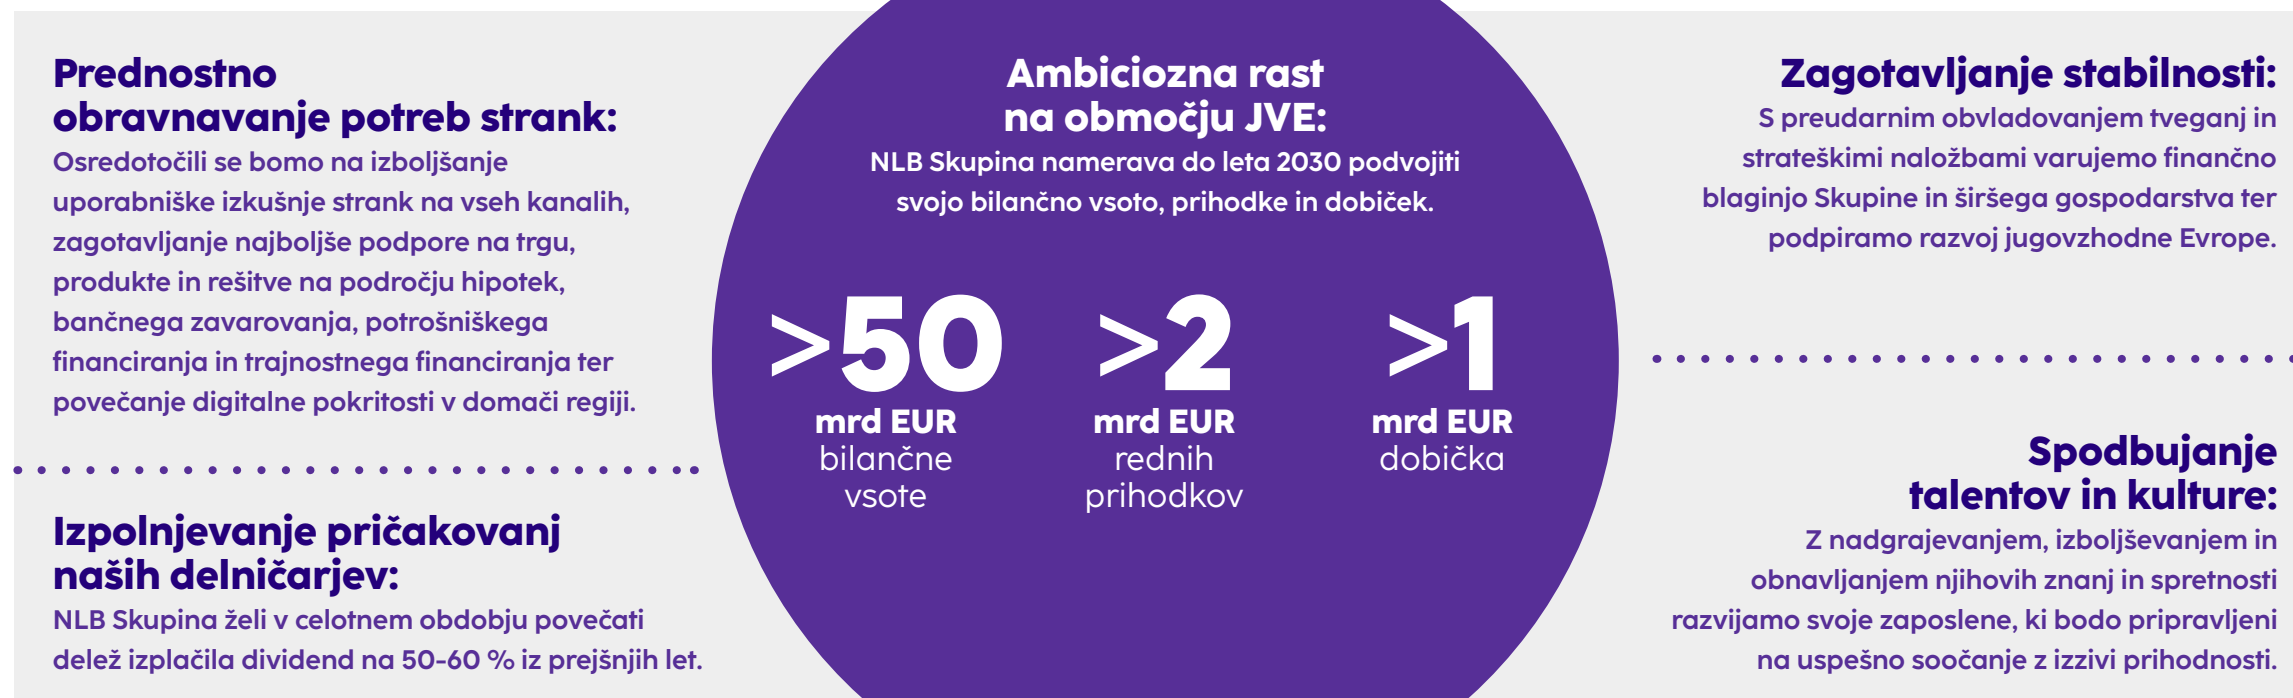 Prednostno
obravnavanje potreb strank:
Osredotočili se bomo na izboljšanje
uporabniške izkušnje strank na vseh kanalih,
zagotavljanje najboljše podpore na trgu,
produkte in rešitve na področju hipotek,
bančnega zavarovanja, potrošniškega
financiranja in trajnostnega financiranja ter
povečanje digitalne pokritosti v domači regiji.
Izpolnjevanje pričakovanj
naših delničarjev:
NLB Skupina želi v celotnem obdobju povečati
delež izplačila dividend na 50-60 % iz prejšnjih let.
Ambiciozna rast
na območju JVE:
NLB Skupina namerava do leta 2030 podvojiti
svojo bilančno vsoto, prihodke in dobiček.
>50
mrd EUR
bilančne
vsote
>2
mrd EUR
rednih
prihodkov
>1
mrd EUR
dobička
Zagotavljanje stabilnosti:
S preudarnim obvladovanjem tveganj in
strateškimi naložbami varujemo finančno
blaginjo Skupine in širšega gospodarstva ter
podpiramo razvoj jugovzhodne Evrope.
Spodbujanje
talentov in kulture:
Z nadgrajevanjem, izboljševanjem in
obnavljanjem njihovih znanj in spretnosti
razvijamo svoje zaposlene, ki bodo pripravljeni
na uspešno soočanje z izzivi prihodnosti.